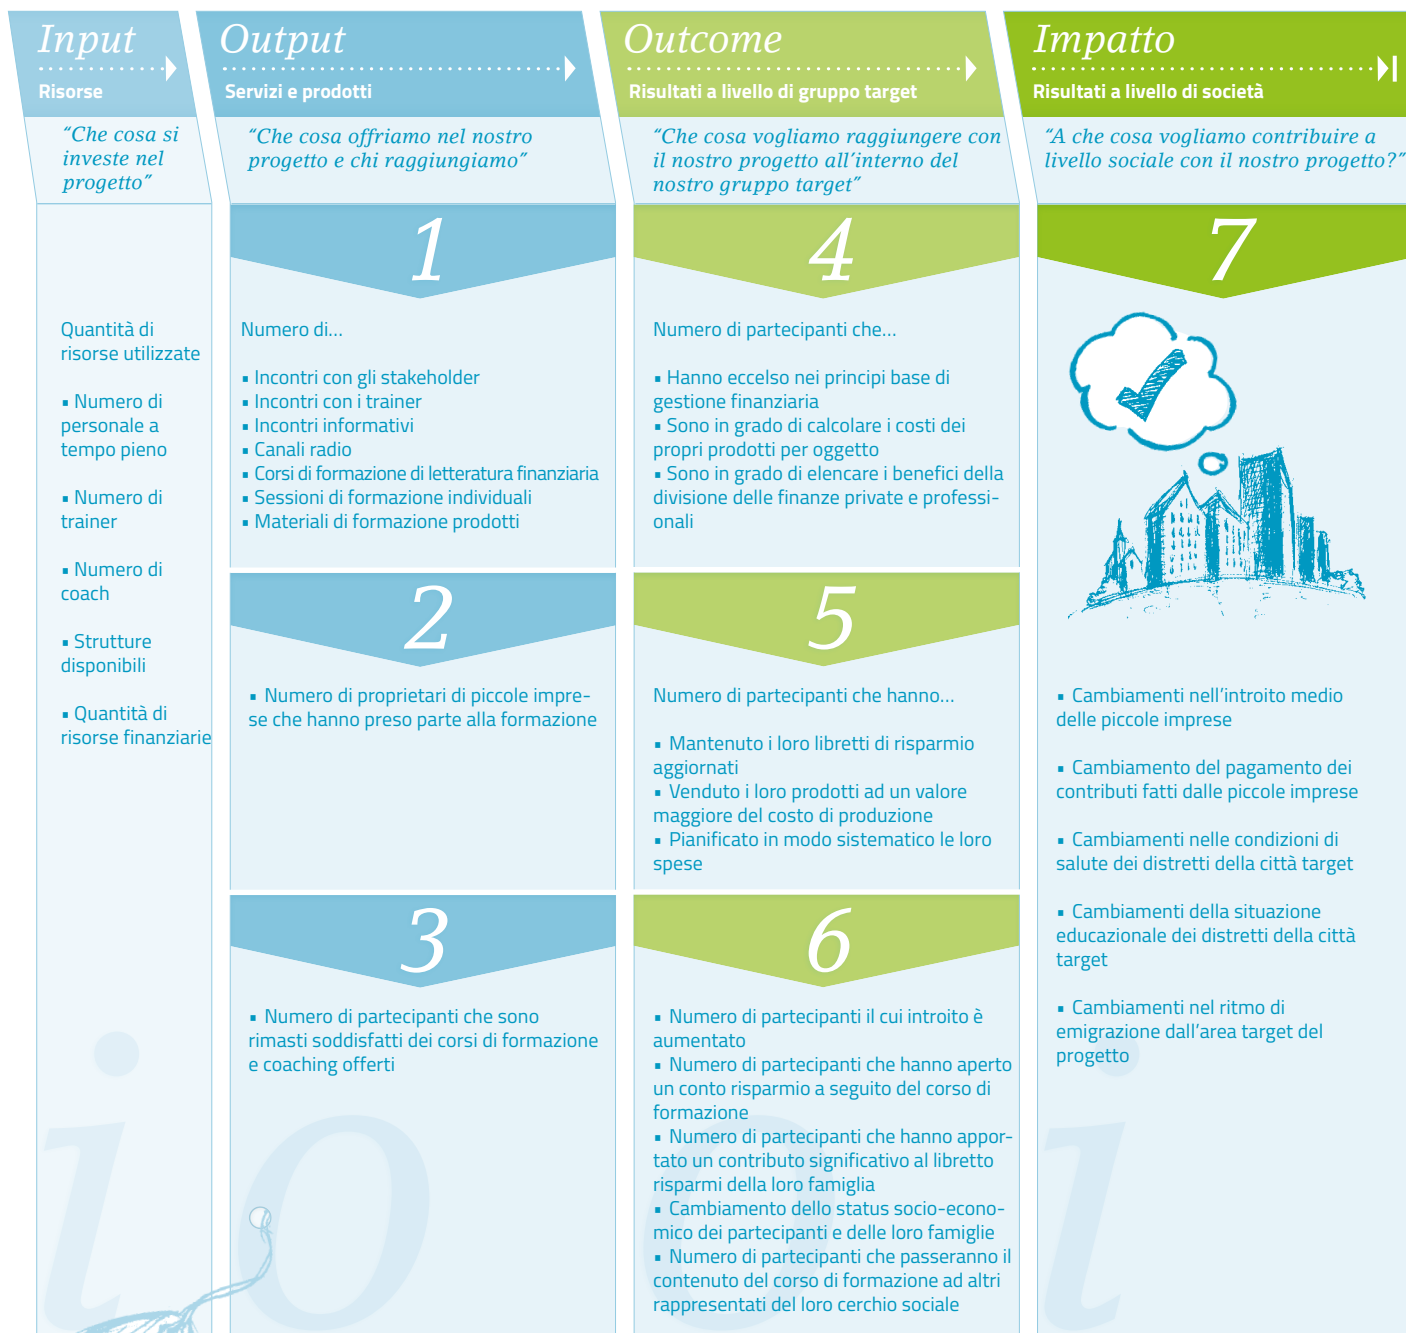 Input
Risorse
“Che cosa si
investe nel
progetto”
Quantità di
risorse utilizzate
▪ Numero di
personale a
tempo pieno
▪ Numero di
trainer
▪ Numero di
coach
▪ Strutture
disponibili
▪ Quantità di
risorse finanziarie
i
Output
Servizi e prodotti
“Che cosa offriamo nel nostro
progetto e chi raggiungiamo”
1
Numero di…
▪ Incontri con gli stakeholder
▪ Incontri con i trainer
▪ Incontri informativi
▪ Canali radio
▪ Corsi di formazione di letteratura finanziaria
▪ Sessioni di formazione individuali
▪ Materiali di formazione prodotti
2
▪ Numero di proprietari di piccole impre-
se che hanno preso parte alla formazione
3
▪ Numero di partecipanti che sono
rimasti soddisfatti dei corsi di formazione
e coaching offerti
o
Outcome
Risultati a livello di gruppo target
“Che cosa vogliamo raggiungere con
il nostro progetto all’interno del
nostro gruppo target”
4
Numero di partecipanti che…
▪ Hanno eccelso nei principi base di
gestione finanziaria
▪ Sono in grado di calcolare i costi dei
propri prodotti per oggetto
▪ Sono in grado di elencare i benefici della
divisione delle finanze private e professi-
onali
5
Numero di partecipanti che hanno…
▪ Mantenuto i loro libretti di risparmio
aggiornati
▪ Venduto i loro prodotti ad un valore
maggiore del costo di produzione
▪ Pianificato in modo sistematico le loro
spese
6
▪ Numero di partecipanti il cui introito è
aumentato
▪ Numero di partecipanti che hanno aperto
un conto risparmio a seguito del corso di
formazione
▪ Numero di partecipanti che hanno appor-
tato un contributo significativo al libretto
risparmi della loro famiglia
▪ Cambiamento dello status socio-econo-
mico dei partecipanti e delle loro famiglie
▪ Numero di partecipanti che passeranno il
contenuto del corso di formazione ad altri
rappresentati del loro cerchio sociale
o
Impatto
Risultati a livello di società
“A che cosa vogliamo contribuire a
livello sociale con il nostro progetto?”
7
▪ Cambiamenti nell’introito medio
delle piccole imprese
▪ Cambiamento del pagamento dei
contributi fatti dalle piccole imprese
▪ Cambiamenti nelle condizioni di
salute dei distretti della città target
▪ Cambiamenti della situazione
educazionale dei distretti della città
target
▪ Cambiamenti nel ritmo di
emigrazione dall’area target del
progetto
i